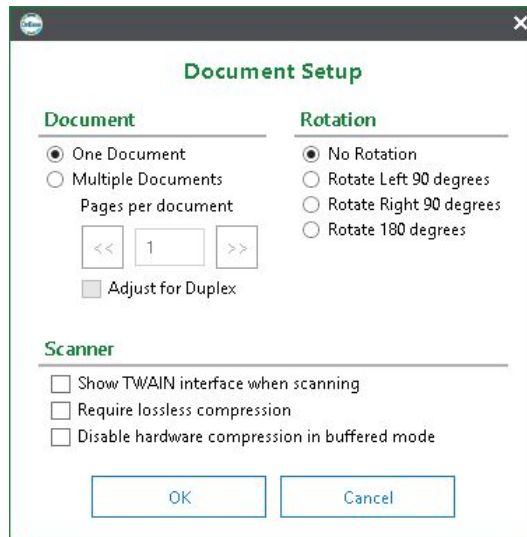 Document Setup
Document
One Document
Multiple Documents
Pages per document
<< 1 >>
Adjust for Duplex
Rotation
No Rotation
Rotate Left 90 degrees
Rotate Right 90 degrees
Rotate 180 degrees
Scanner
Show TWAIN interface when scanning
Require lossless compression
Disable hardware compression in buffered mode
OK Cancel